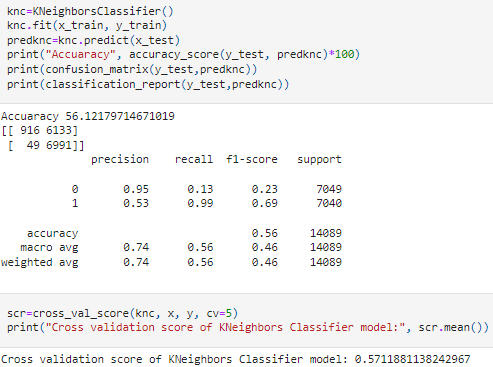 knc=KNeighborsClassifier()
knc.fit(x_train, y_train)
predknc=knc.predict(x_test)
print("Accuaracy", accuracy_score(y_test, predknc)*100)
print(confusion_matrix(y_test,predknc))
print(classification_report(y_test,predknc))
Accuaracy 56.12179714671019
[[ 916 6133]
[ 49 6991]]
precision recall f1-score support
0 0.95 0.13 0.23 7049
1 0.53 0.99 0.69 7040
accuracy 0.56 14089
macro avg 0.74 0.56 0.46 14089
weighted avg 0.74 0.56 0.46 14089
scr=cross_val_score(knc, x, y, cv=5)
print("Cross validation score of KNeighbors Classifier model:", scr.mean())
Cross validation score of KNeighbors Classifier model: 0.5711881138242967